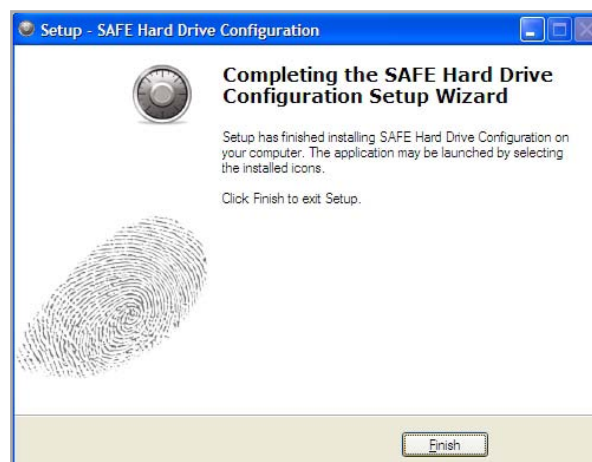 Setup - SAFE Hard Drive Configuration
Completing the SAFE Hard Drive
Configuration Setup Wizard
Setup has finished installing SAFE Hard Drive Configuration on
your computer. The application may be launched by selecting
the installed icons.
Click Finish to exit Setup.
Finish